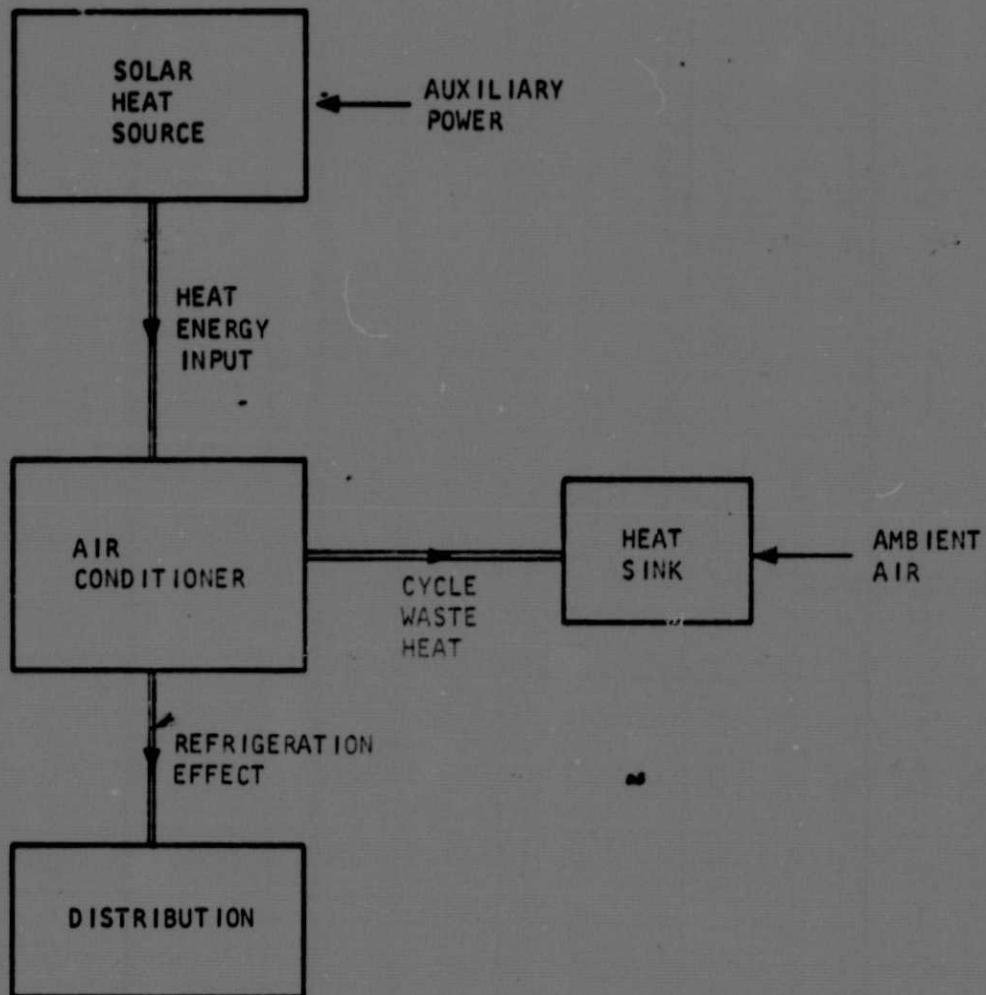 SOLAR
HEAT
SOURCE
AUXILIARY
POWER
HEAT
ENERGY
INPUT
AIR
CONDITIONER
CYCLE
WASTE
HEAT
HEAT
SINK
AMBIENT
AIR
REFRIGERATION
EFFECT
DISTRIBUTION